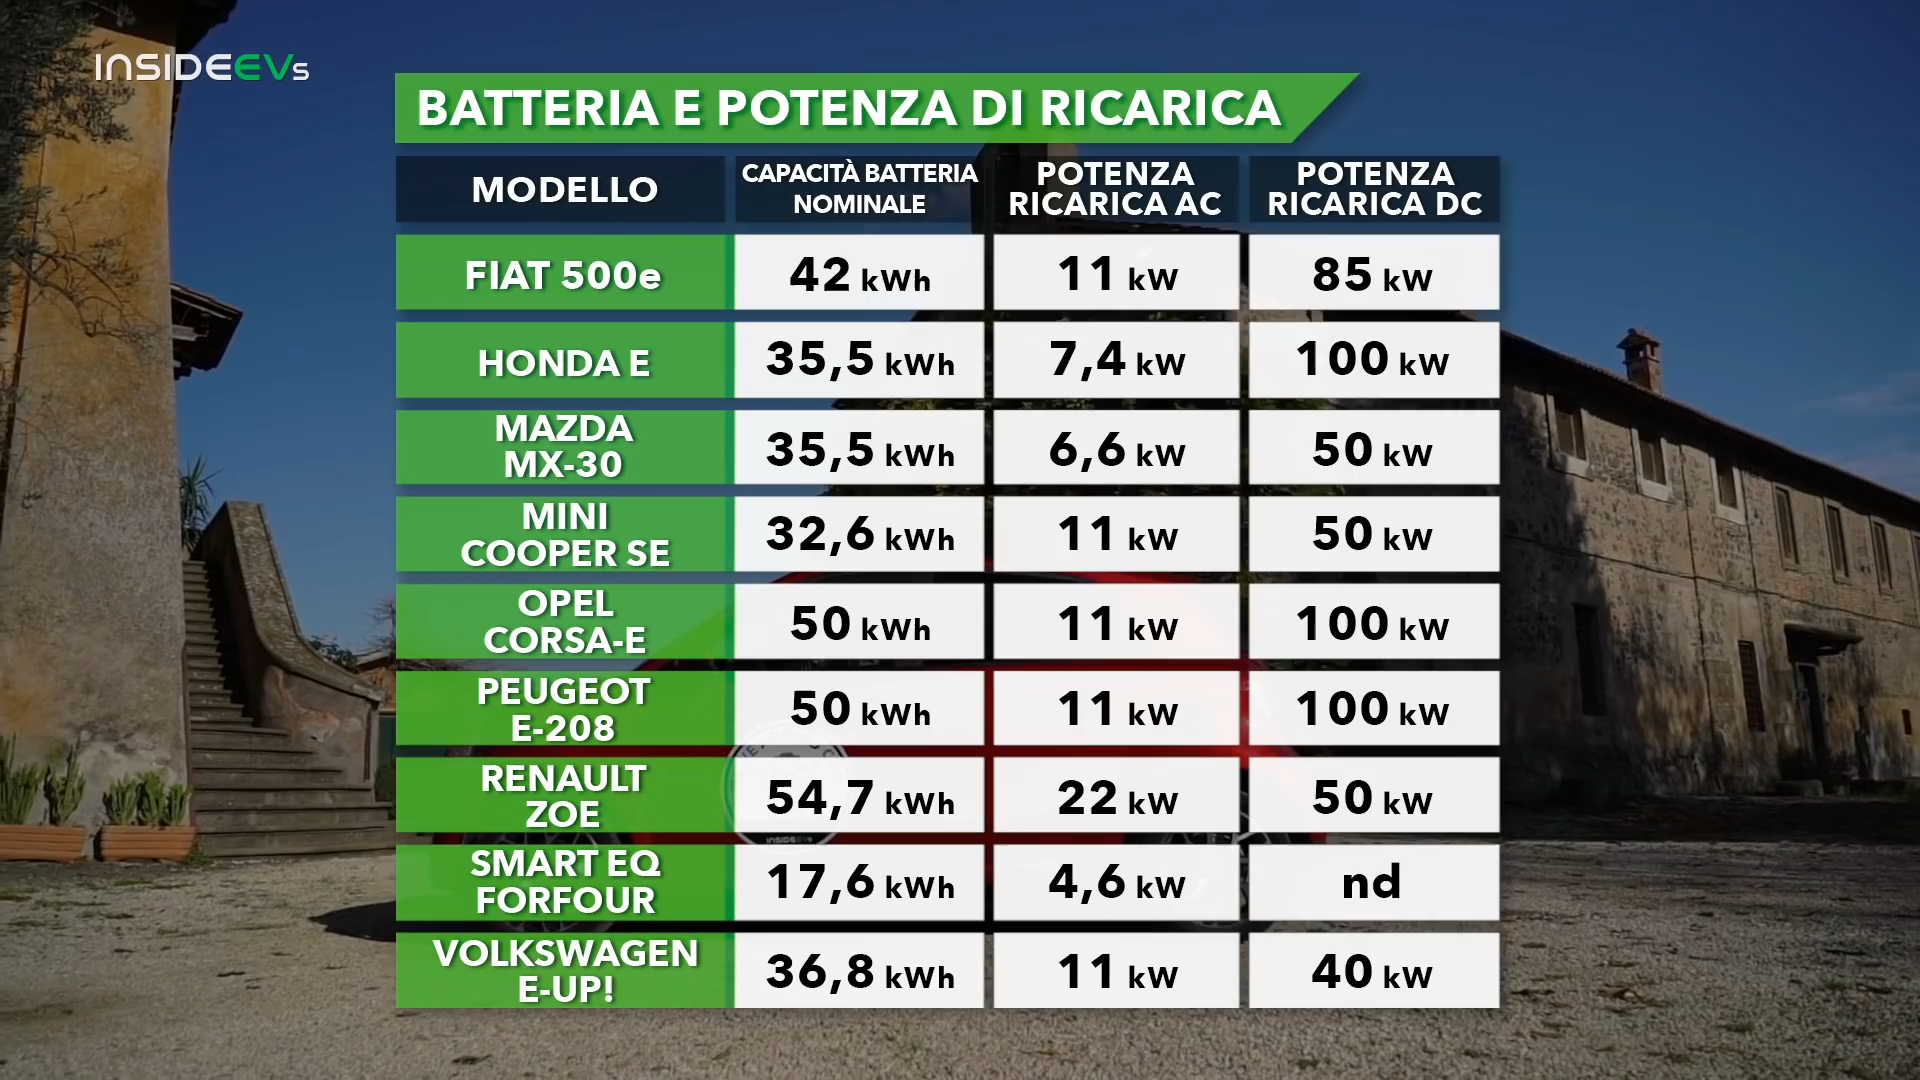 INSIDEEVs
BATTERIA E POTENZA DI RICARICA
MODELLO
CAPACITÀ BATTERIA
NOMINALE
POTENZA
RICARICA AC
POTENZA
RICARICA DC
FIAT 500e
42 kWh
11 kW
85 kW
HONDA E
35,5 kWh
7,4 kW
100 kW
MAZDA
MX-30
35,5 kWh
6,6 kW
50 kW
MINI
COOPER SE
32,6 kWh
11 kW
50 kW
OPEL
CORSA-E
50 kWh
11 kW
100 kW
PEUGEOT
E-208
50 kWh
11 kW
100 kW
RENAULT
ZOE
54,7 kWh
22 kW
50 kW
SMART EQ
FORFOUR
17,6 kWh
4,6 kW
nd
VOLKSWAGEN
E-UP!
36,8 kWh
11 kW
40 kW